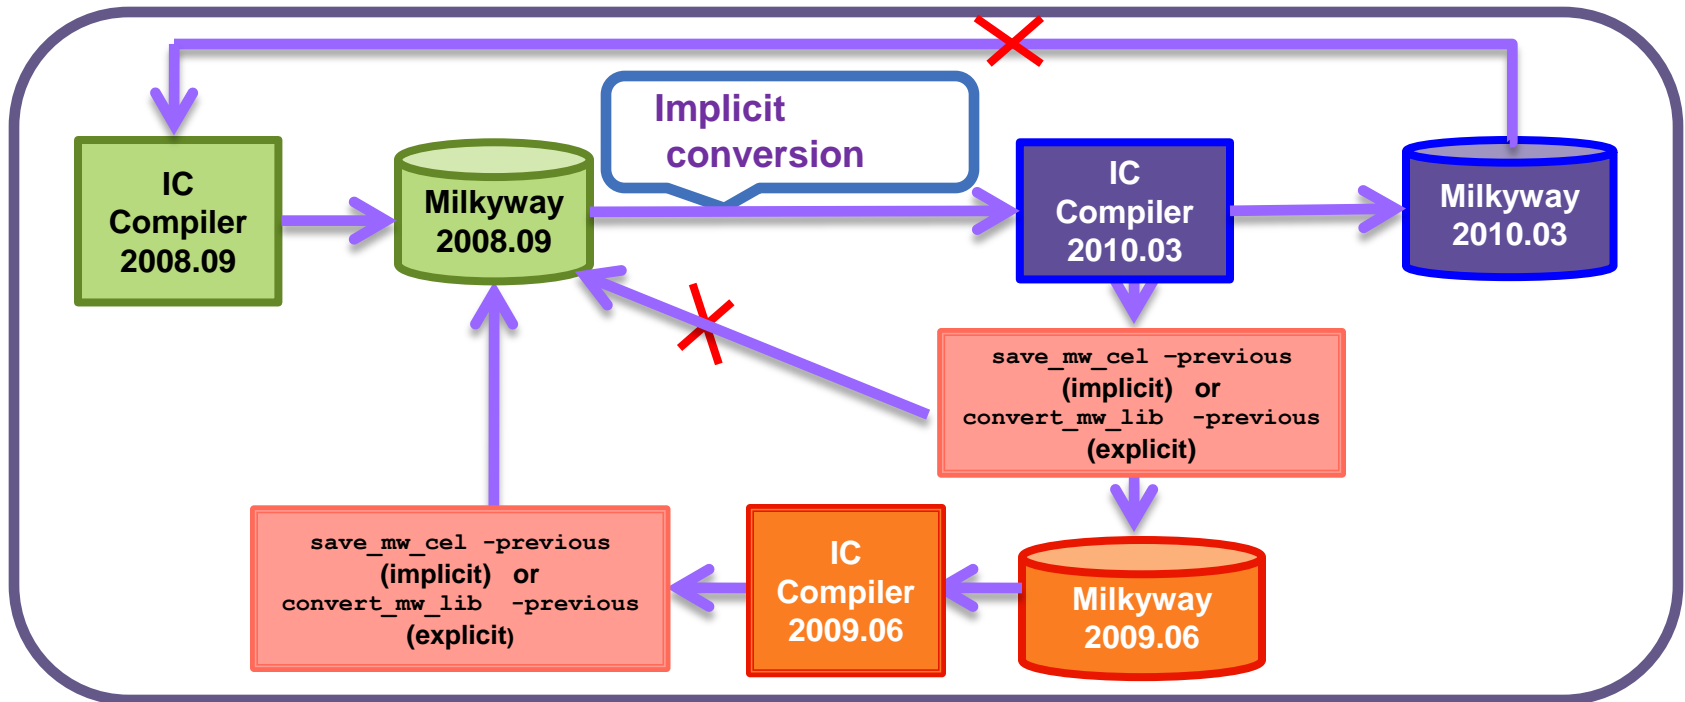 Implicit
conversion
IC
Compiler
2008.09
Milkyway
2008.09
IC
Compiler
2010.03
Milkyway
2010.03
save_mw_cel –previous
(implicit) or
convert_mw_lib -previous
(explicit)
save_mw_cel -previous
(implicit) or
convert_mw_lib -previous
(explicit)
IC
Compiler
2009.06
Milkyway
2009.06